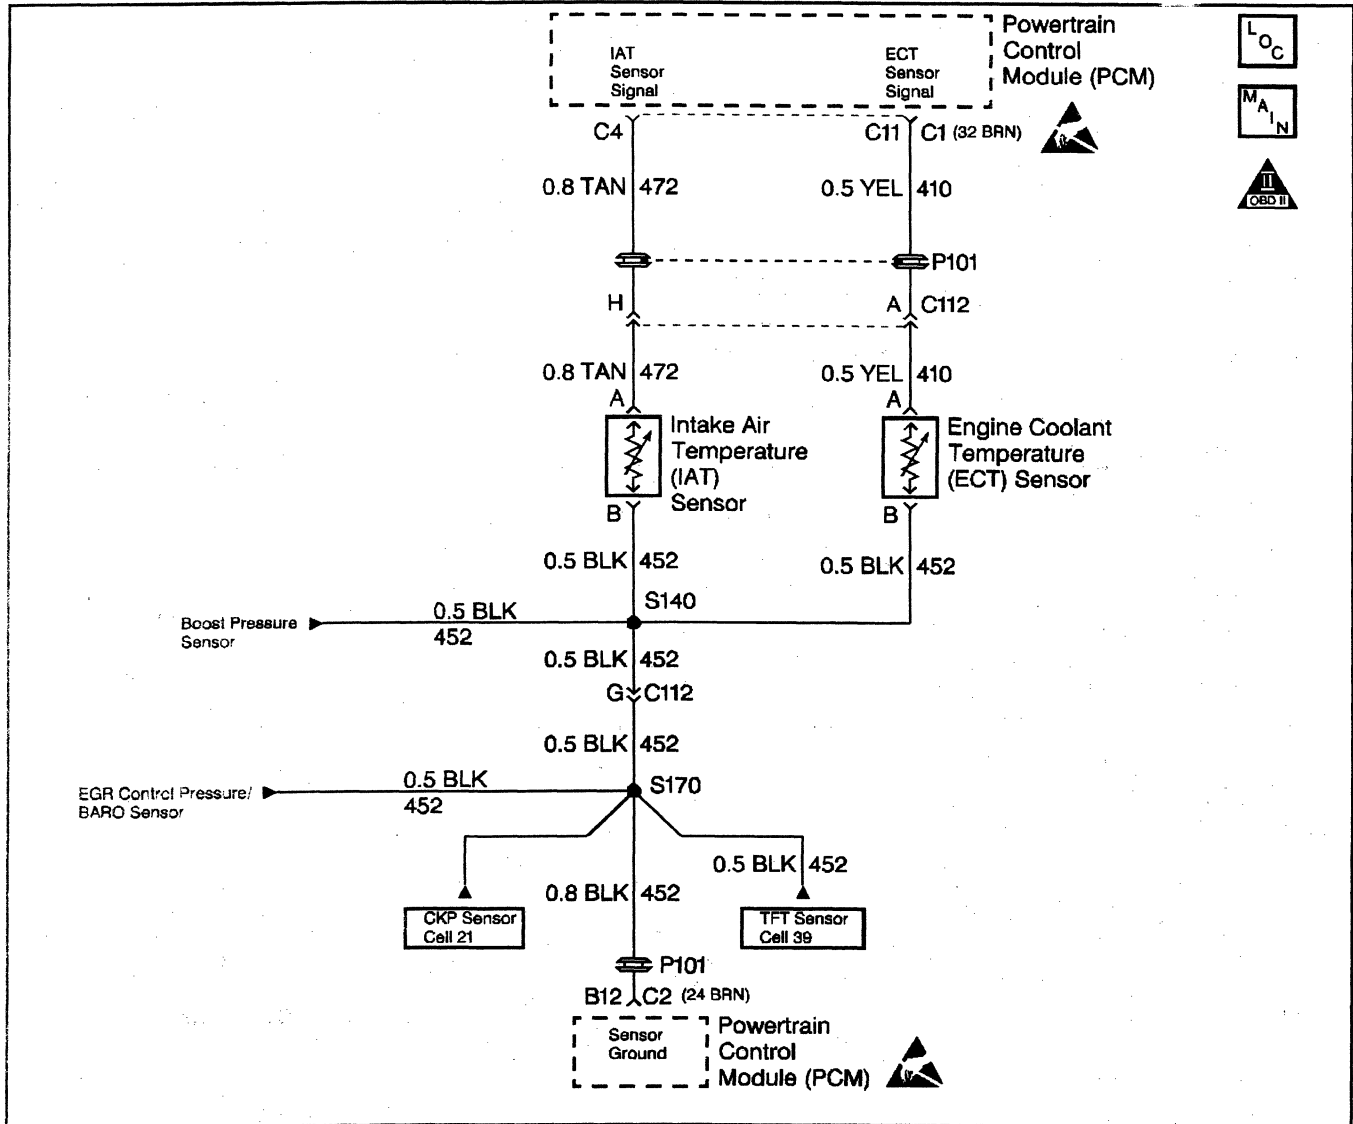 IAT
Sensor
Signal
ECT
Sensor
Signal
Powertrain
Control
Module (PCM)
LOC
MAIN
II
OBD II
C4
C11
C1 (32 BRN)
0.8 TAN 472
0.5 YEL 410
P101
H
A
C112
0.8 TAN 472
0.5 YEL 410
A
A
Intake Air
Temperature
(IAT)
Sensor
Engine Coolant
Temperature
(ECT) Sensor
B
B
0.5 BLK 452
0.5 BLK 452
S140
Boost Pressure
Sensor
0.5 BLK
452
0.5 BLK 452
G C112
0.5 BLK 452
S170
EGR Control Pressure/
BARO Sensor
0.5 BLK
452
0.5 BLK 452
0.8 BLK 452
CKP Sensor
Cell 21
TFT Sensor
Cell 39
P101
B12 C2 (24 BRN)
Sensor
Ground
Powertrain
Control
Module (PCM)